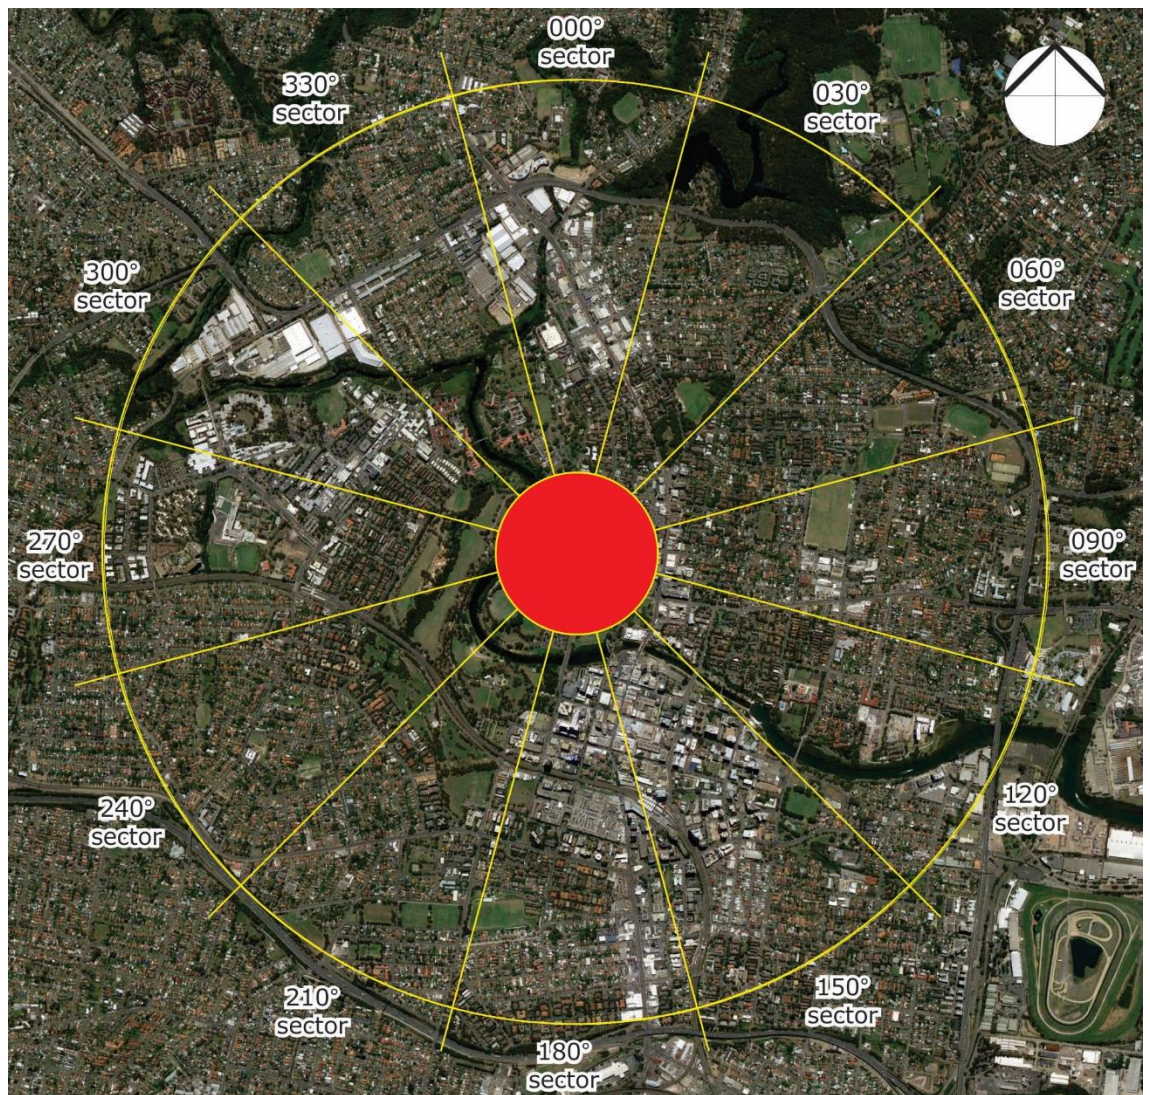 000°
sector
330°
sector
030°
sector
300°
sector
060°
sector
270°
sector
090°
sector
240°
sector
120°
sector
210°
sector
150°
sector
180°
sector